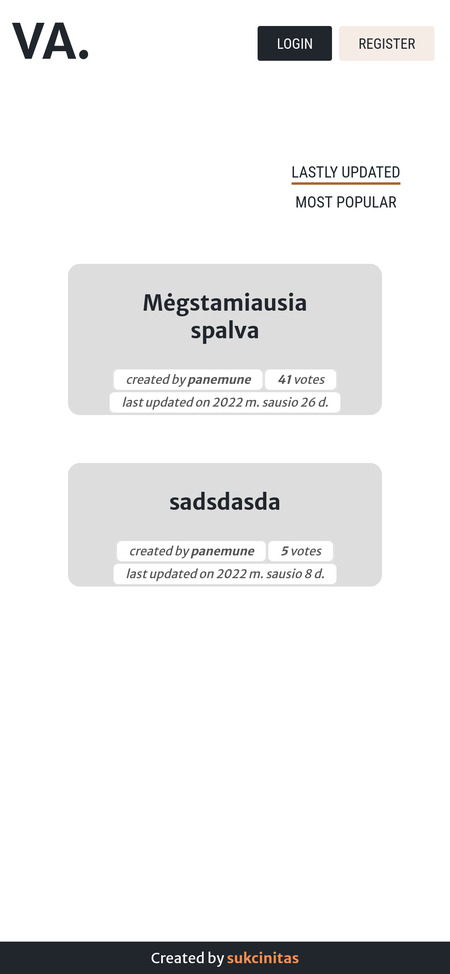 VA.
LOGIN
REGISTER
LASTLY UPDATED
MOST POPULAR
Mėgstamiausia
spalva
created by panemune
41 votes
last updated on 2022 m. sausio 26 d.
sadsdasda
created by panemune
5 votes
last updated on 2022 m. sausio 8 d.
Created by sukcinitas